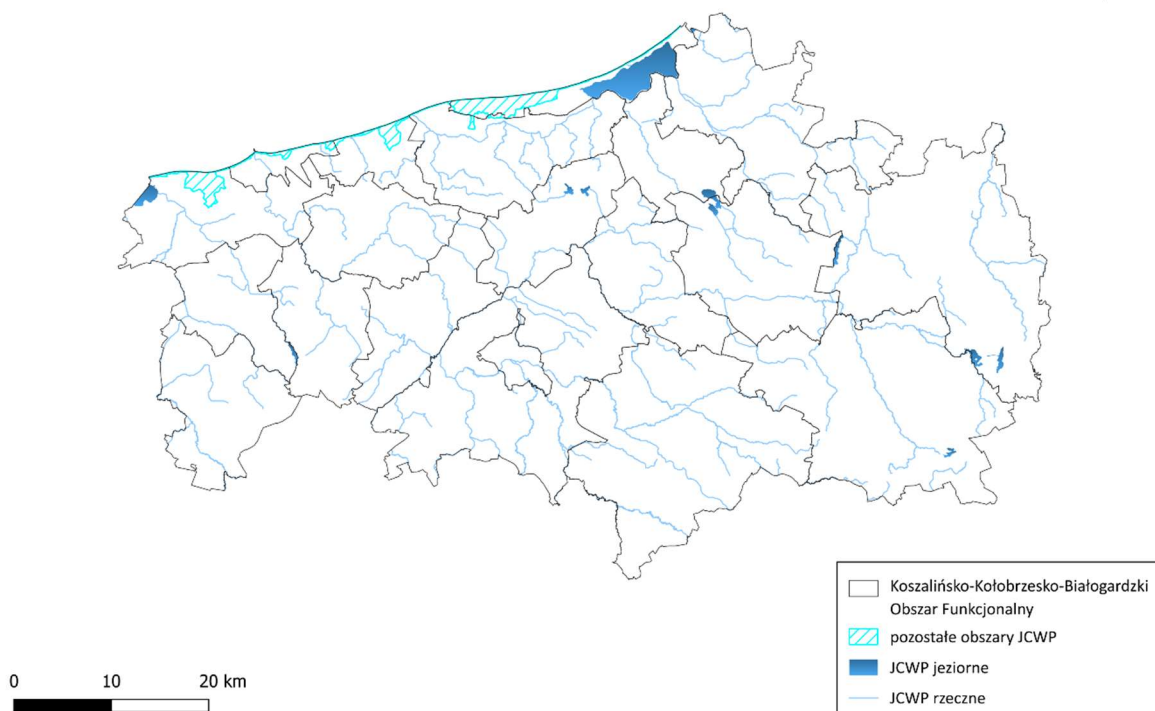 Koszalińsko-Kołobrzesko-Białogardzki
Obszar Funkcjonalny
pozostałe obszary JCWP
JCWP jeziorne
JCWP rzeczne
0 10 20 km